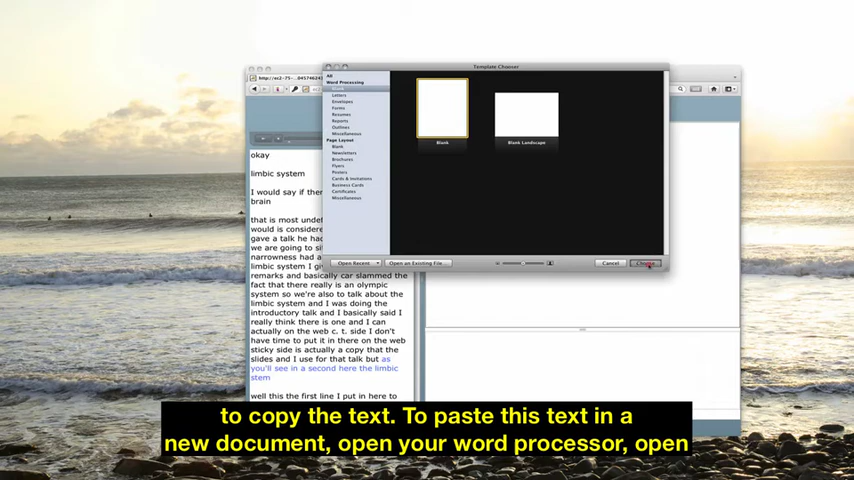 Template Chooser
http://ec2-75-
All
Word Processing
Blank
Letters
Envelopes
Forms
Resumes
Reports
Outlines
Miscellaneous
Page Layout
Blank
Newsletters
Brochures
Flyers
Posters
Cards & Invitations
Business Cards
Certificates
Miscellaneous
Blank
Blank Landscape
Open Recent
Open an Existing File...
Cancel
Choose
okay
limbic system
I would say if ther
brain
that is most undef
would is considere
gave a talk he had
we are going to si
narrowness had a
limbic system I gi
remarks and basically car slammed the
fact that there really is an olympic
system so we're also to talk about the
limbic system and I was doing the
introductory talk and I basically said I
really think there is one and I can
actually on the web c. t. side I don't
have time to put it in there on the web
sticky side is actually a copy that the
slides and I use for that talk but as
you'll see in a second here the limbic
stem
well this the first line I put in here to
to copy the text. To paste this text in a
new document, open your word processor, open